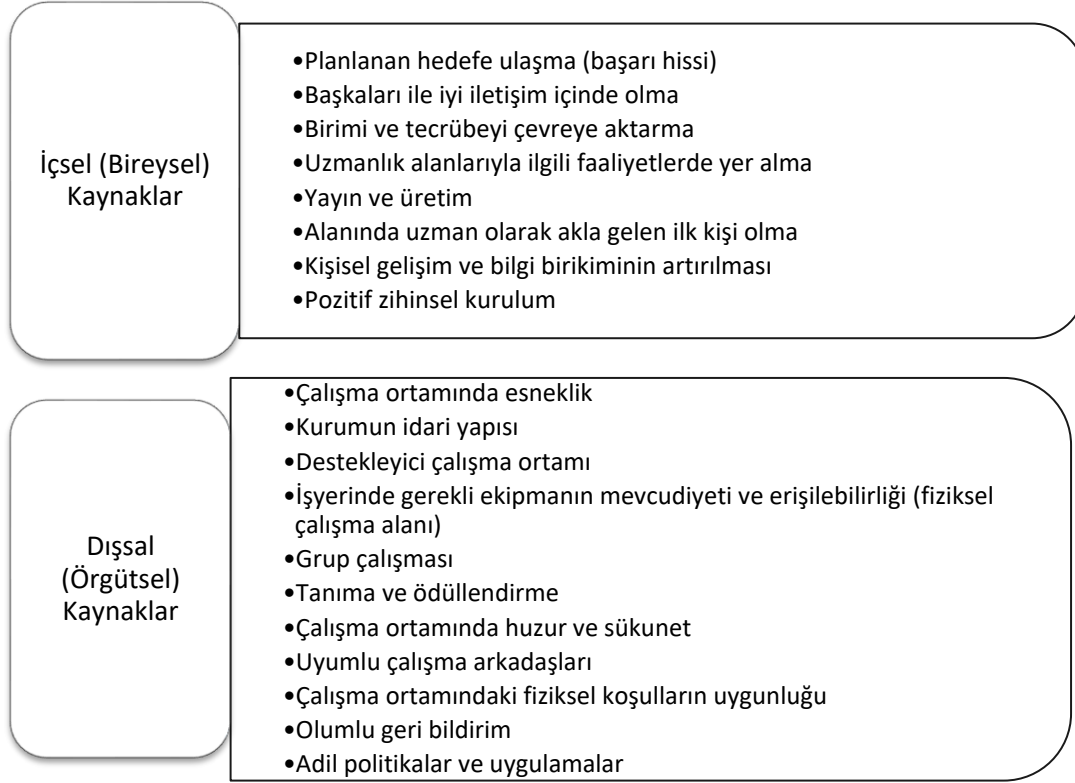 İçsel (Bireysel)
Kaynaklar
•Planlanan hedefe ulaşma (başarı hissi)
•Başkaları ile iyi iletişim içinde olma
•Birimi ve tecrübeyi çevreye aktarma
•Uzmanlık alanlarıyla ilgili faaliyetlerde yer alma
•Yayın ve üretim
•Alanında uzman olarak akla gelen ilk kişi olma
•Kişisel gelişim ve bilgi birikiminin artırılması
•Pozitif zihinsel kurulum
Dışsal
(Örgütsel)
Kaynaklar
•Çalışma ortamında esneklik
•Kurumun idari yapısı
•Destekleyici çalışma ortamı
•İşyerinde gerekli ekipmanın mevcudiyeti ve erişilebilirliği (fiziksel
çalışma alanı)
•Grup çalışması
•Tanıma ve ödüllendirme
•Çalışma ortamında huzur ve sükunet
•Uyumlu çalışma arkadaşları
•Çalışma ortamındaki fiziksel koşulların uygunluğu
•Olumlu geri bildirim
•Adil politikalar ve uygulamalar